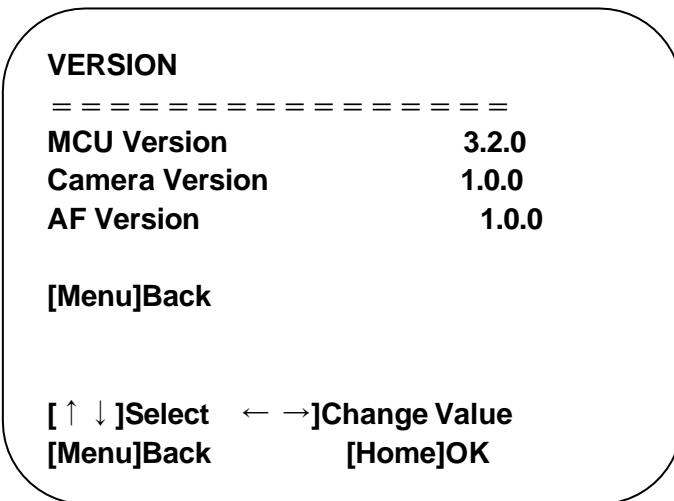 VERSION
＝＝＝＝＝＝＝＝＝＝＝＝＝＝＝＝
MCU Version 3.2.0
Camera Version 1.0.0
AF Version 1.0.0
[Menu]Back
[↑↓]Select ← →]Change Value
[Menu]Back [Home]OK